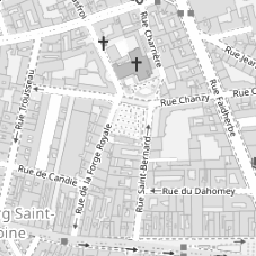 Rue Charrière
Rue Trousseau
Rue Chanzy
Rue Faidherbe
Rue Jean
Rue de la Forge Royale
Rue Saint-Bernard
Rue de Candie
Rue du Dahomey
rg Saint-
oine